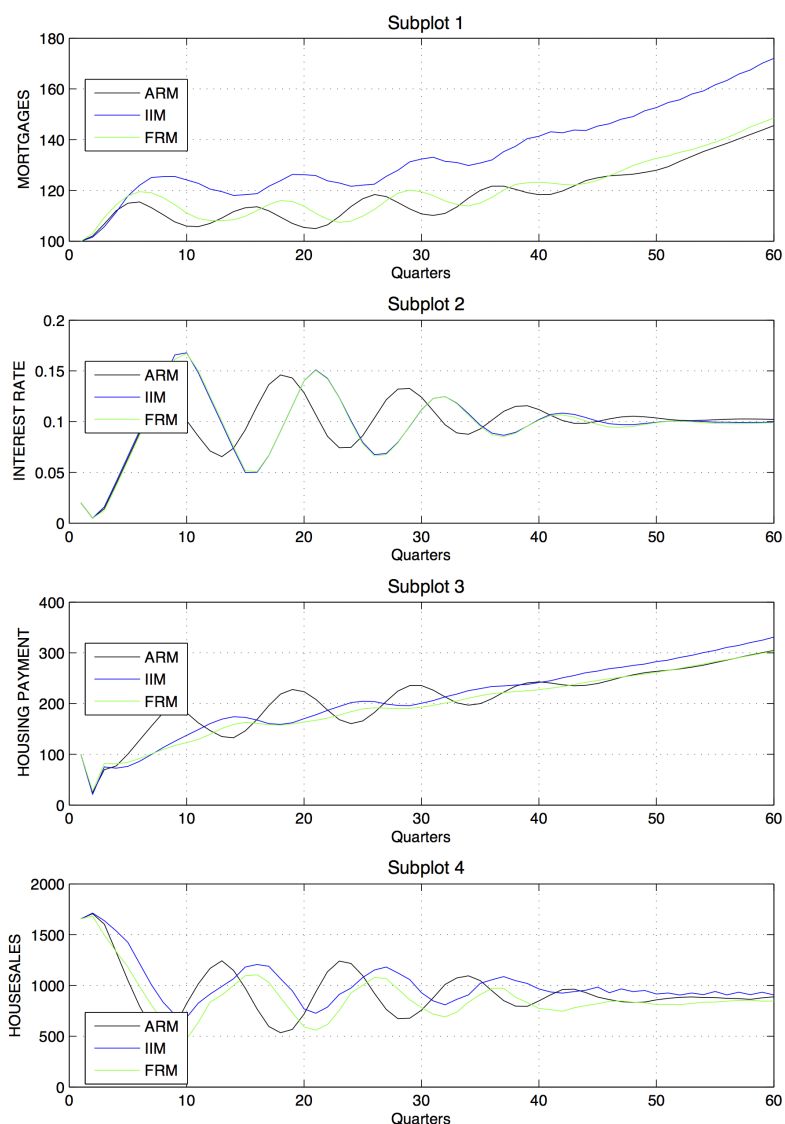 Subplot 1
180
160
140
120
100
MORTGAGES
ARM
IIM
FRM
0 10 20 30 40 50 60
Quarters
Subplot 2
0.2
0.15
0.1
0.05
0
INTEREST RATE
ARM
IIM
FRM
0 10 20 30 40 50 60
Quarters
Subplot 3
400
300
200
100
0
HOUSING PAYMENT
ARM
IIM
FRM
0 10 20 30 40 50 60
Quarters
Subplot 4
2000
1500
1000
500
0
HOUSESALES
ARM
IIM
FRM
0 10 20 30 40 50 60
Quarters